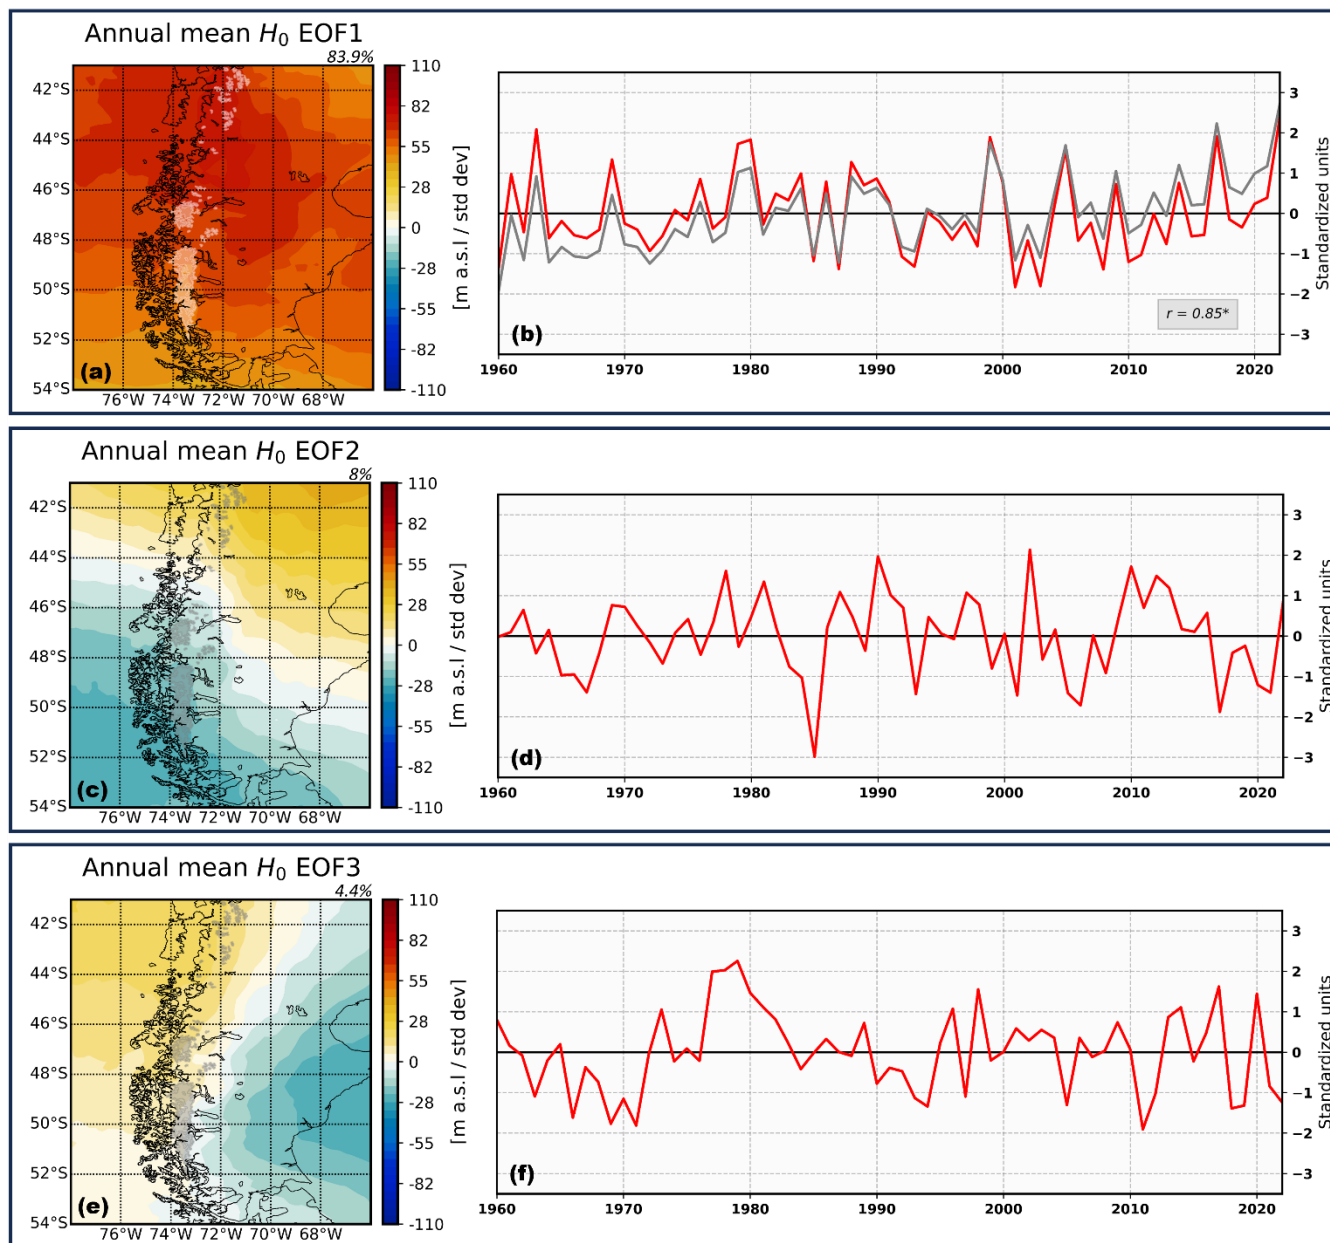 Annual mean H₀ EOF1
83.9%
42°S
44°S
46°S
48°S
50°S
52°S
54°S
(a)
76°W 74°W 72°W 70°W 68°W
110
82
55
28
0
-28
-55
-82
-110
[m a.s.l / std dev]
3
2
1
0
−1
−2
−3
Standardized units
r = 0.85*
(b)
1960 1970 1980 1990 2000 2010 2020
Annual mean H₀ EOF2
8%
42°S
44°S
46°S
48°S
50°S
52°S
54°S
(c)
76°W 74°W 72°W 70°W 68°W
110
82
55
28
0
-28
-55
-82
-110
[m a.s.l / std dev]
3
2
1
0
−1
−2
−3
Standardized units
(d)
1960 1970 1980 1990 2000 2010 2020
Annual mean H₀ EOF3
4.4%
42°S
44°S
46°S
48°S
50°S
52°S
54°S
(e)
76°W 74°W 72°W 70°W 68°W
110
82
55
28
0
-28
-55
-82
-110
[m a.s.l / std dev]
3
2
1
0
−1
−2
−3
Standardized units
(f)
1960 1970 1980 1990 2000 2010 2020